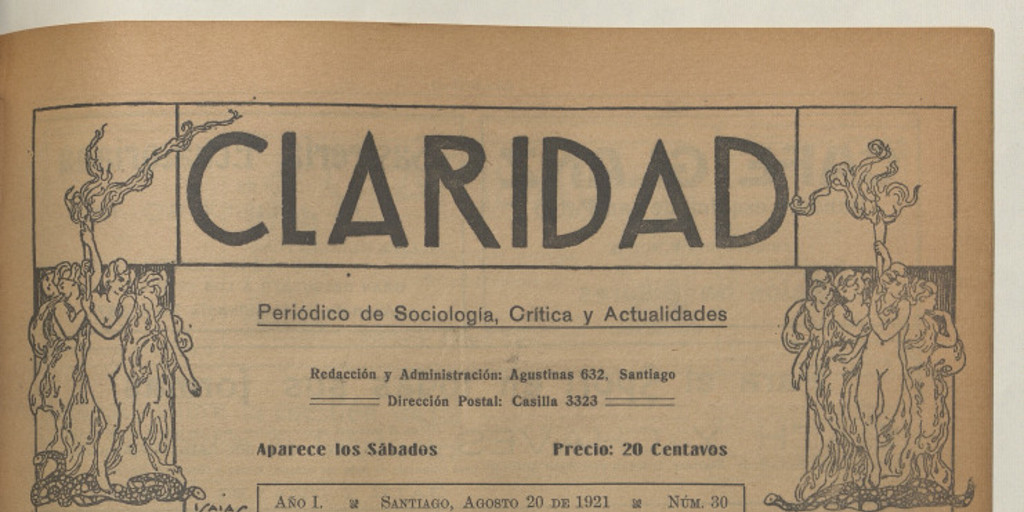 CLARIDAD
Periódico de Sociología, Crítica y Actualidades
Redacción y Administración: Agustinas 632, Santiago
Dirección Postal: Casilla 3323
Aparece los Sábados Precio: 20 Centavos
AÑO I. SANTIAGO, AGOSTO 20 DE 1921 NÚM. 30